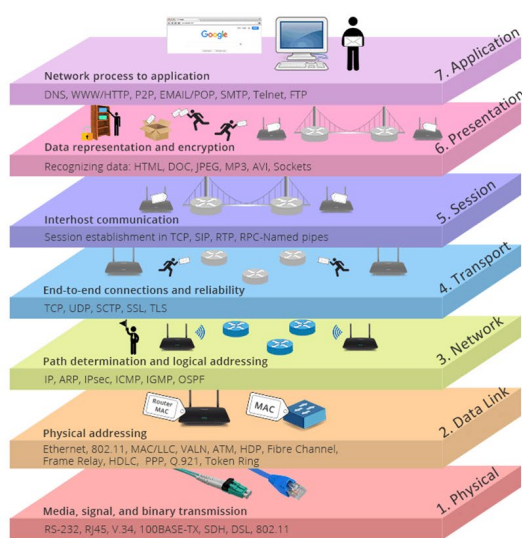 Google
Network process to application
DNS, WWW/HTTP, P2P, EMAIL/POP, SMTP, Telnet, FTP
7. Application
Data representation and encryption
Recognizing data: HTML, DOC, JPEG, MP3, AVI, Sockets
6. Presentation
Interhost communication
Session establishment in TCP, SIP, RTP, RPC-Named pipes
5. Session
End-to-end connections and reliability
TCP, UDP, SCTP, SSL, TLS
4. Transport
Path determination and logical addressing
IP, ARP, IPsec, ICMP, IGMP, OSPF
3. Network
Router
MAC
MAC
Physical addressing
Ethernet, 802.11, MAC/LLC, VALN, ATM, HDP, Fibre Channel,
Frame Relay, HDLC, PPP, Q.921, Token Ring
2. Data Link
Media, signal, and binary transmission
RS-232, RJ45, V.34, 100BASE-TX, SDH, DSL, 802.11
1. Physical